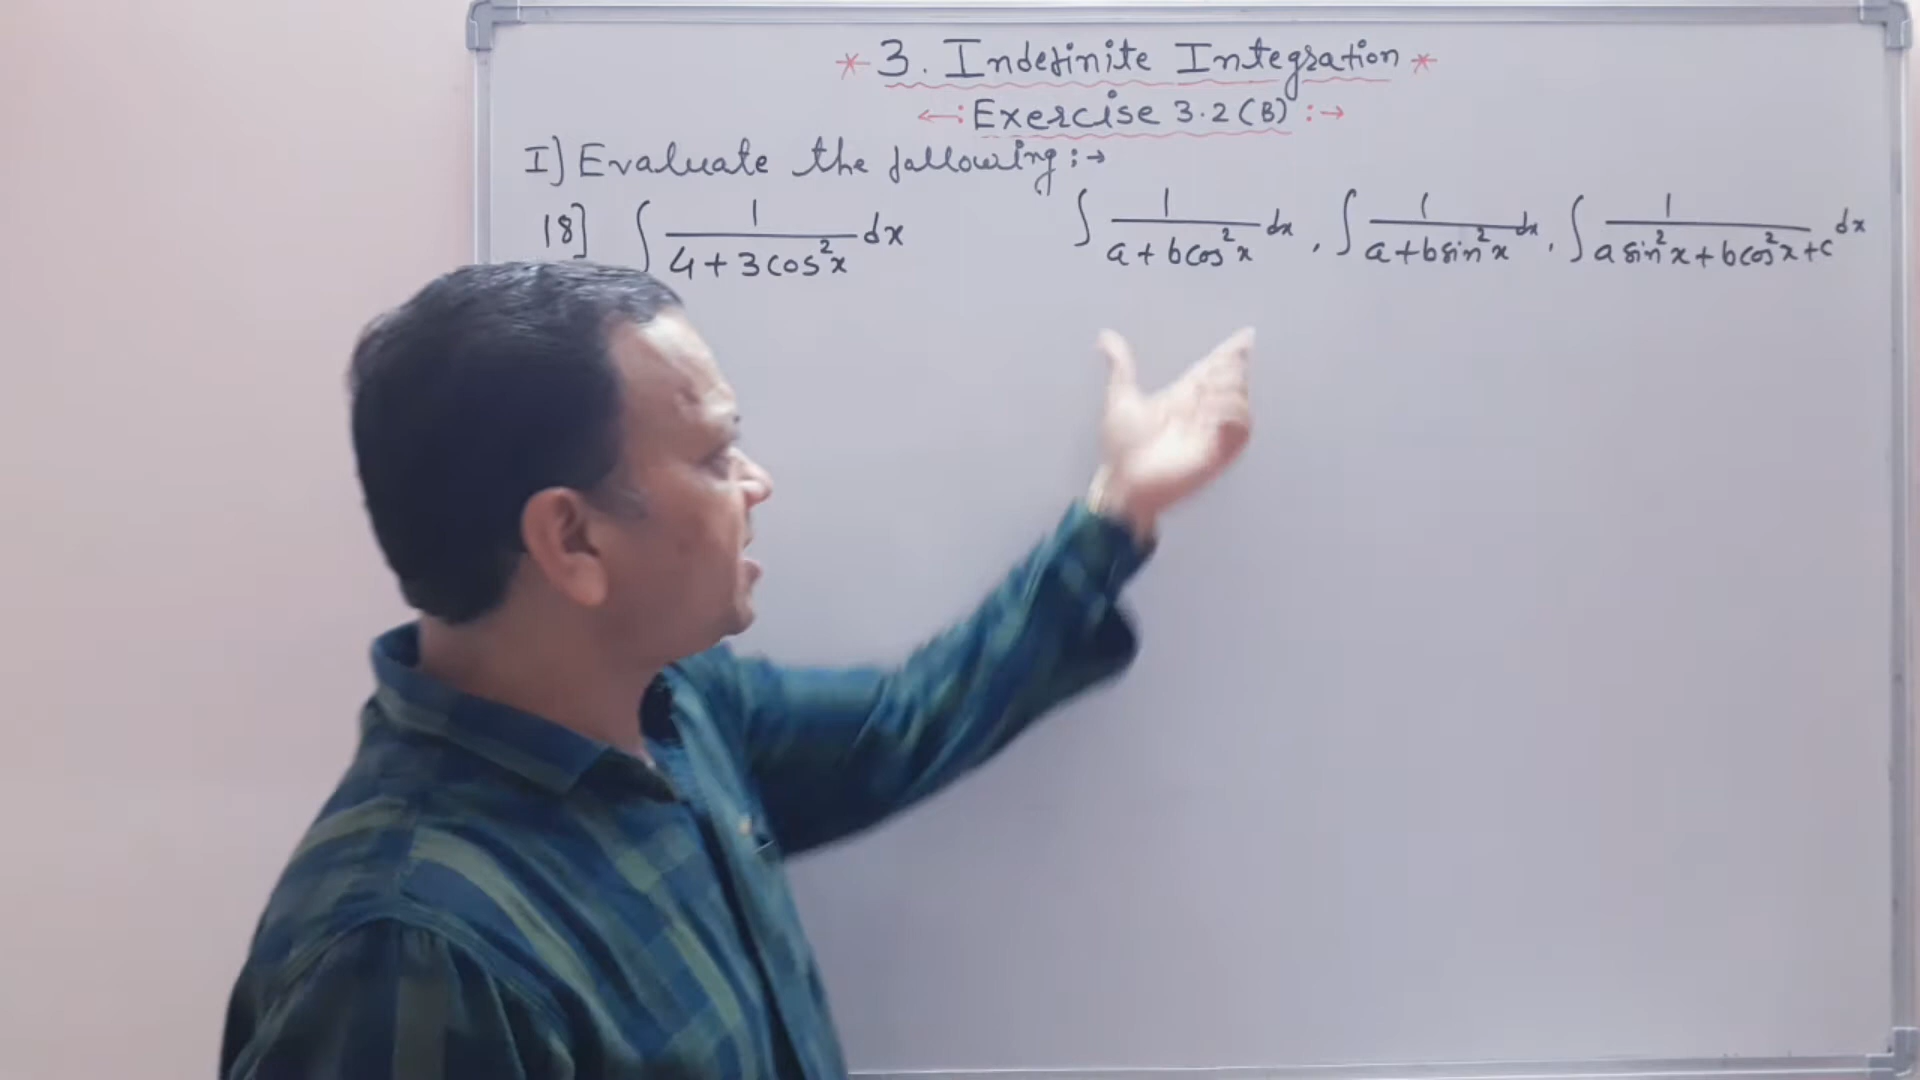 * 3. Indefinite Integration *
←: Exercise 3.2 (B) :→
I] Evaluate the following :→
18] ∫ 1/(4+3cos²x) dx    ∫ 1/(a+bcos²x) dx , ∫ 1/(a+bsin²x) dx , ∫ 1/(a sin²x+bcos²x+c) dx